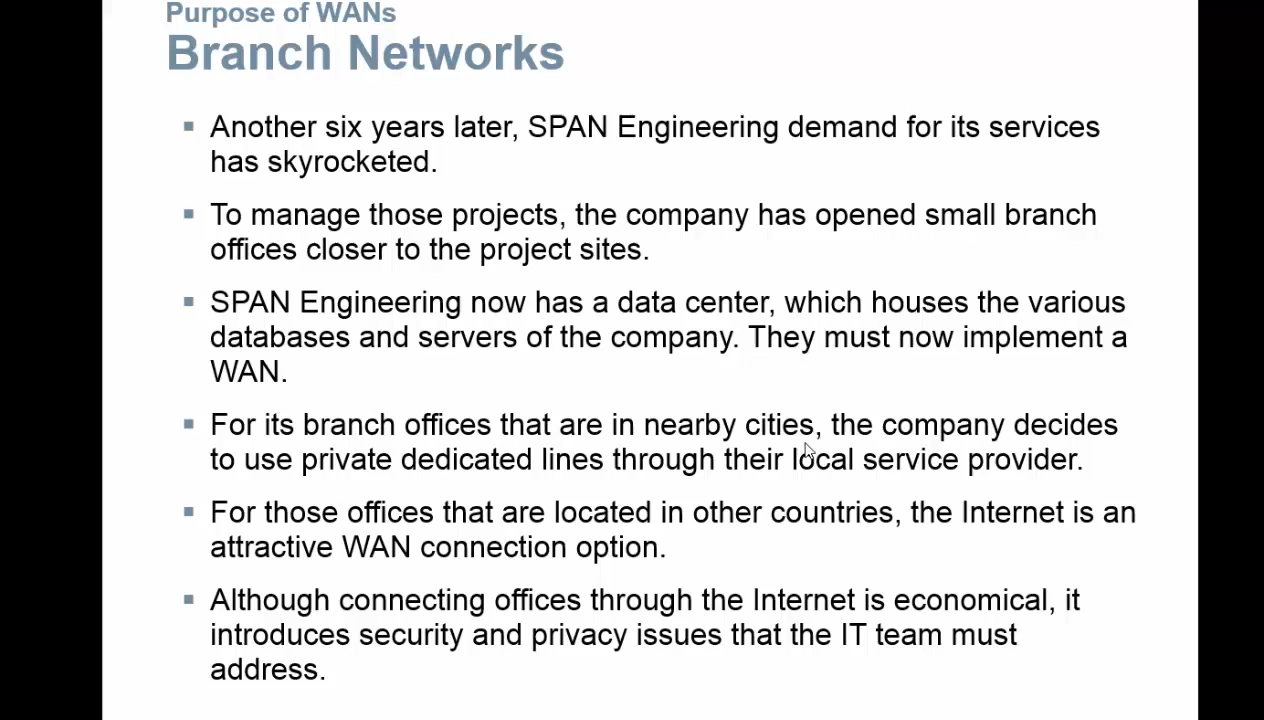 Purpose of WANs
Branch Networks
Another six years later, SPAN Engineering demand for its services
has skyrocketed.
To manage those projects, the company has opened small branch
offices closer to the project sites.
SPAN Engineering now has a data center, which houses the various
databases and servers of the company. They must now implement a
WAN.
For its branch offices that are in nearby cities, the company decides
to use private dedicated lines through their local service provider.
For those offices that are located in other countries, the Internet is an
attractive WAN connection option.
Although connecting offices through the Internet is economical, it
introduces security and privacy issues that the IT team must
address.